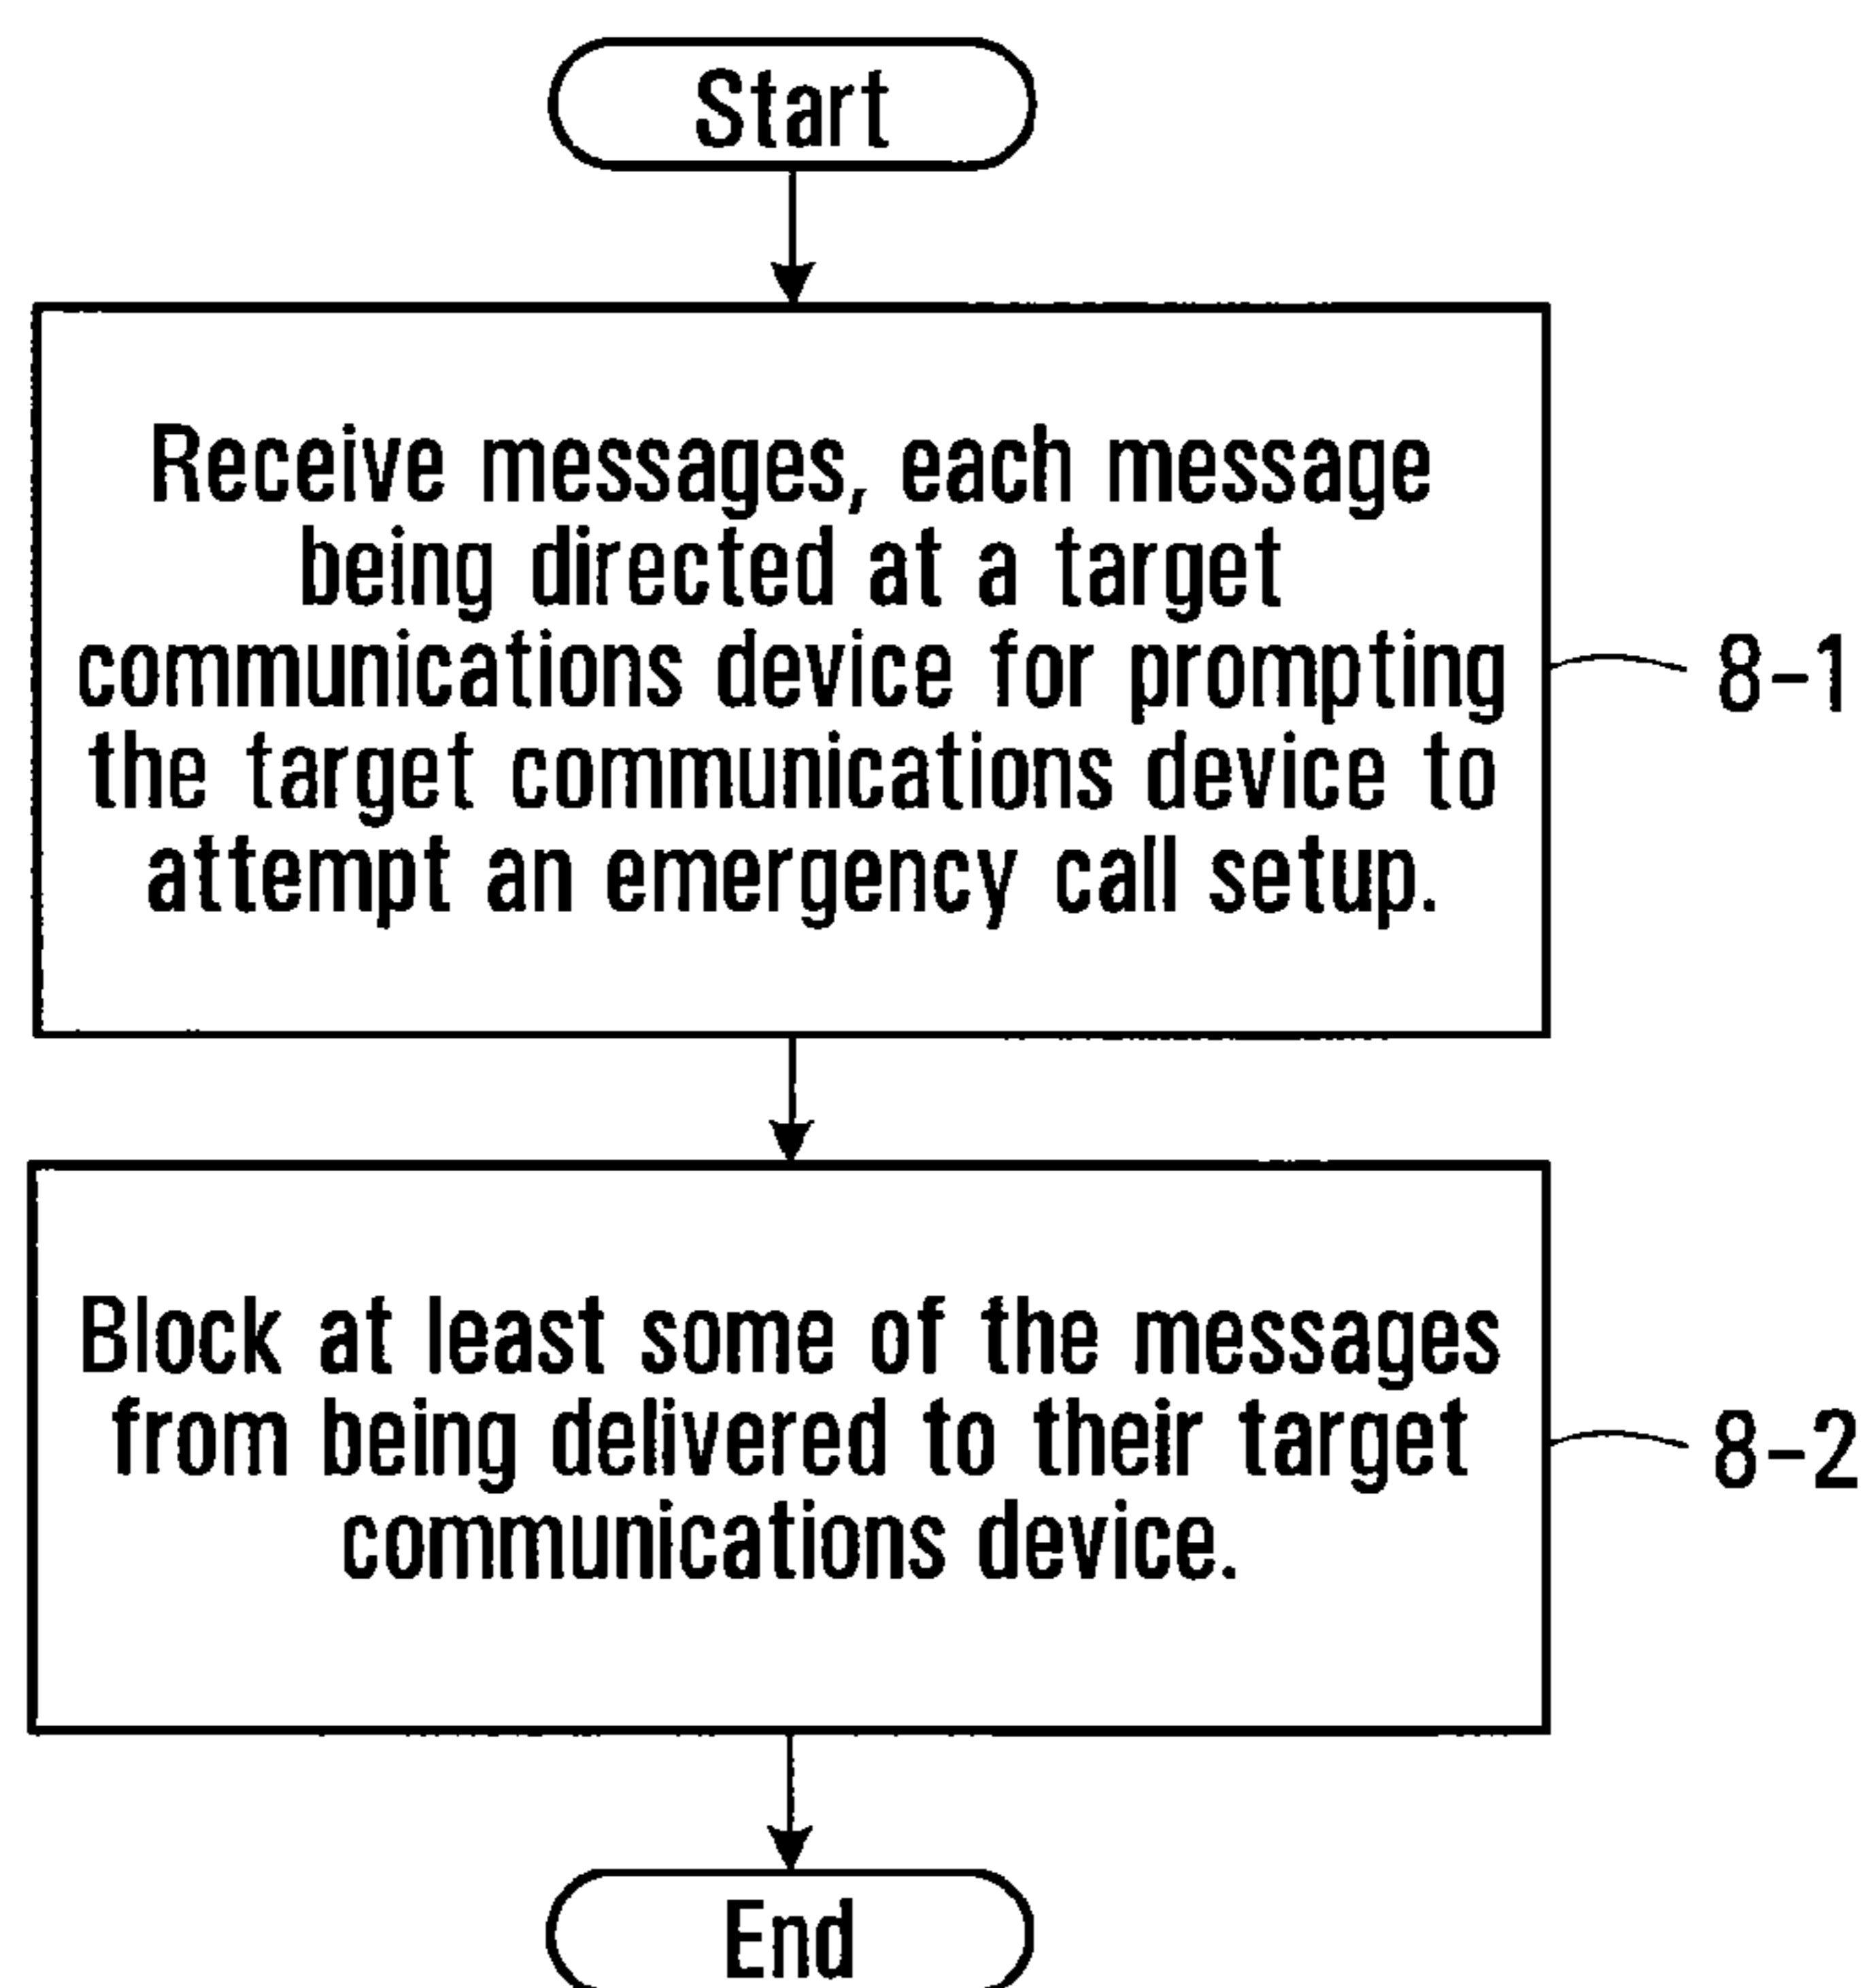 Start
Receive messages, each message
being directed at a target
communications device for prompting
the target communications device to
attempt an emergency call setup.
8-1
Block at least some of the messages
from being delivered to their target
communications device.
8-2
End